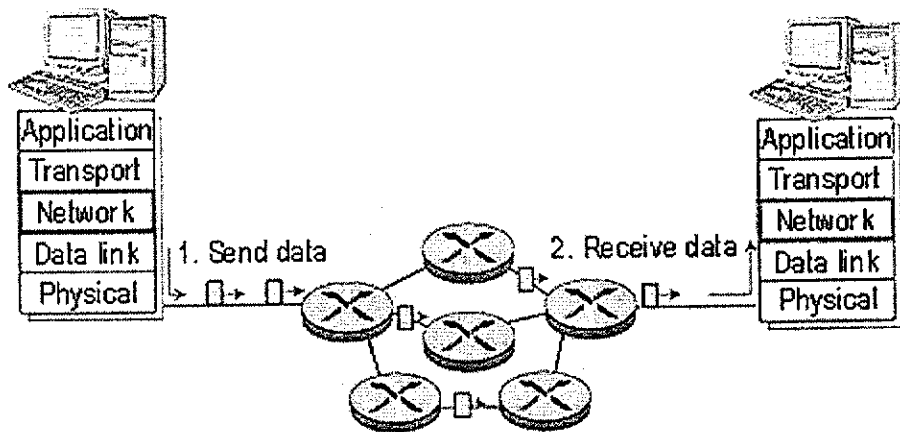 Application
Transport
Network
Data link
Physical
1. Send data
2. Receive data
Application
Transport
Network
Data link
Physical